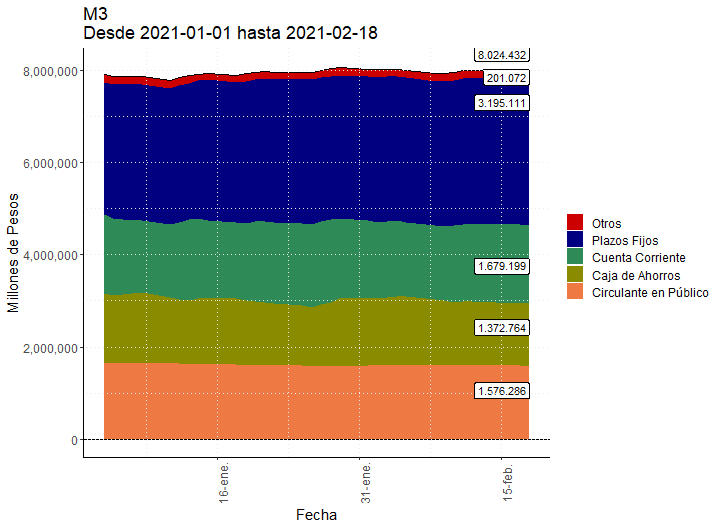 M3
Desde 2021-01-01 hasta 2021-02-18
Millones de Pesos
8,000,000
6,000,000
4,000,000
2,000,000
0
8.024.432
201.072
3.195.111
1.679.199
1.372.764
1.576.286
16-ene.
31-ene.
15-feb.
Fecha
Otros
Plazos Fijos
Cuenta Corriente
Caja de Ahorros
Circulante en Público